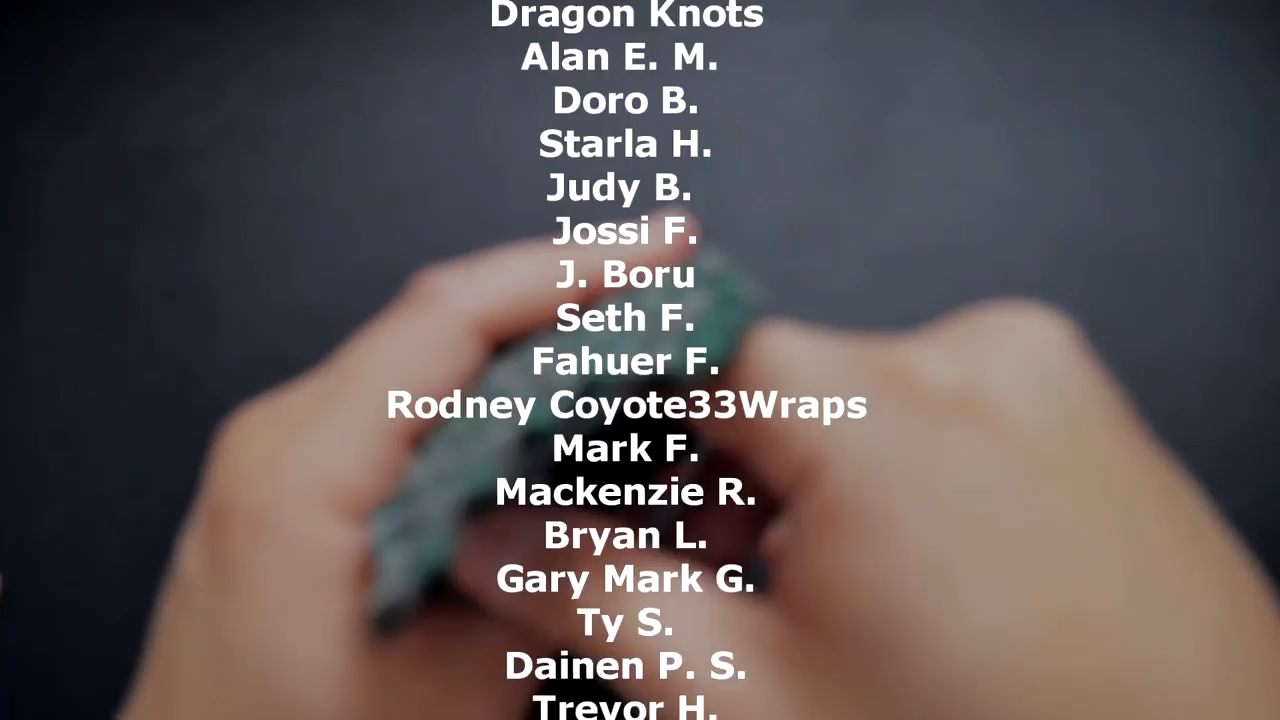 Dragon Knots
Alan E. M.
Doro B.
Starla H.
Judy B.
Jossi F.
J. Boru
Seth F.
Fahuer F.
Rodney Coyote33Wraps
Mark F.
Mackenzie R.
Bryan L.
Gary Mark G.
Ty S.
Dainen P. S.
Trevor H.